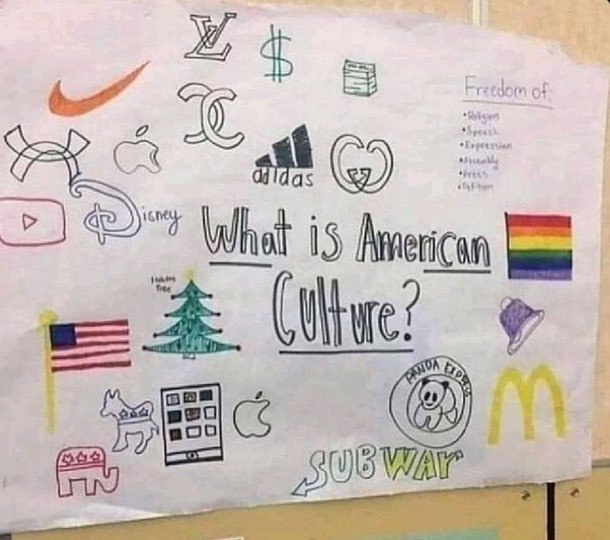 $
Freedom of:
• Religion
• Speech
• Expression
• Assembly
• Press
• Petition
adidas
Disney
What is American
Culture?
Holiday
Tree
PANDA EXPRESS
SUBWAY